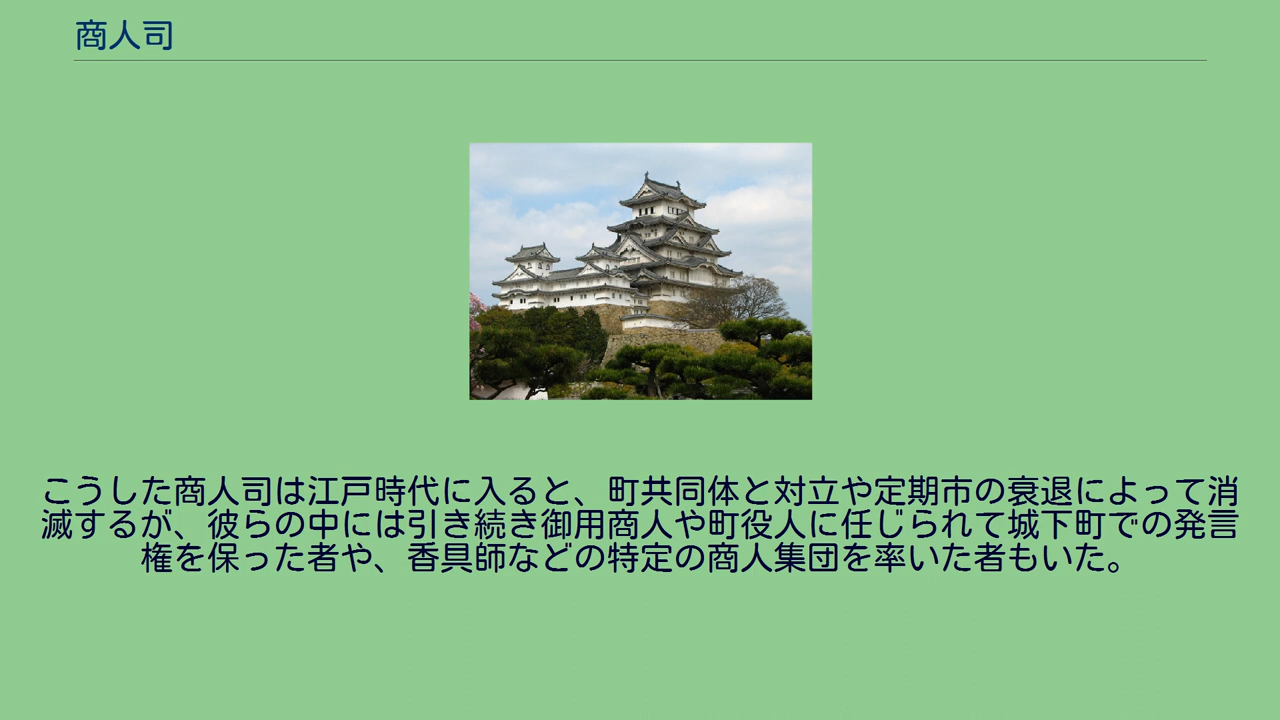 商人司
こうした商人司は江戸時代に入ると、町共同体と対立や定期市の衰退によって消
滅するが、彼らの中には引き続き御用商人や町役人に任じられて城下町での発言
権を保った者や、香具師などの特定の商人集団を率いた者もいた。